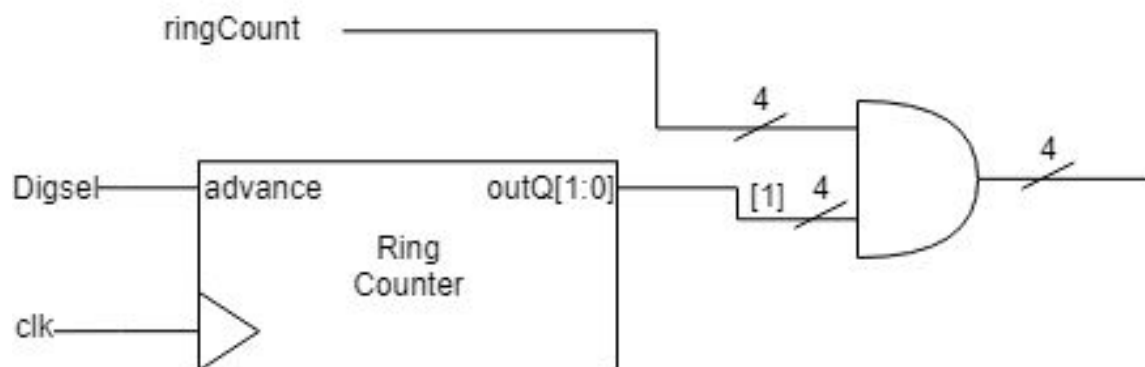 ringCount
4
4
Digsel
advance
outQ[1:0]
[1]
4
Ring
Counter
clk